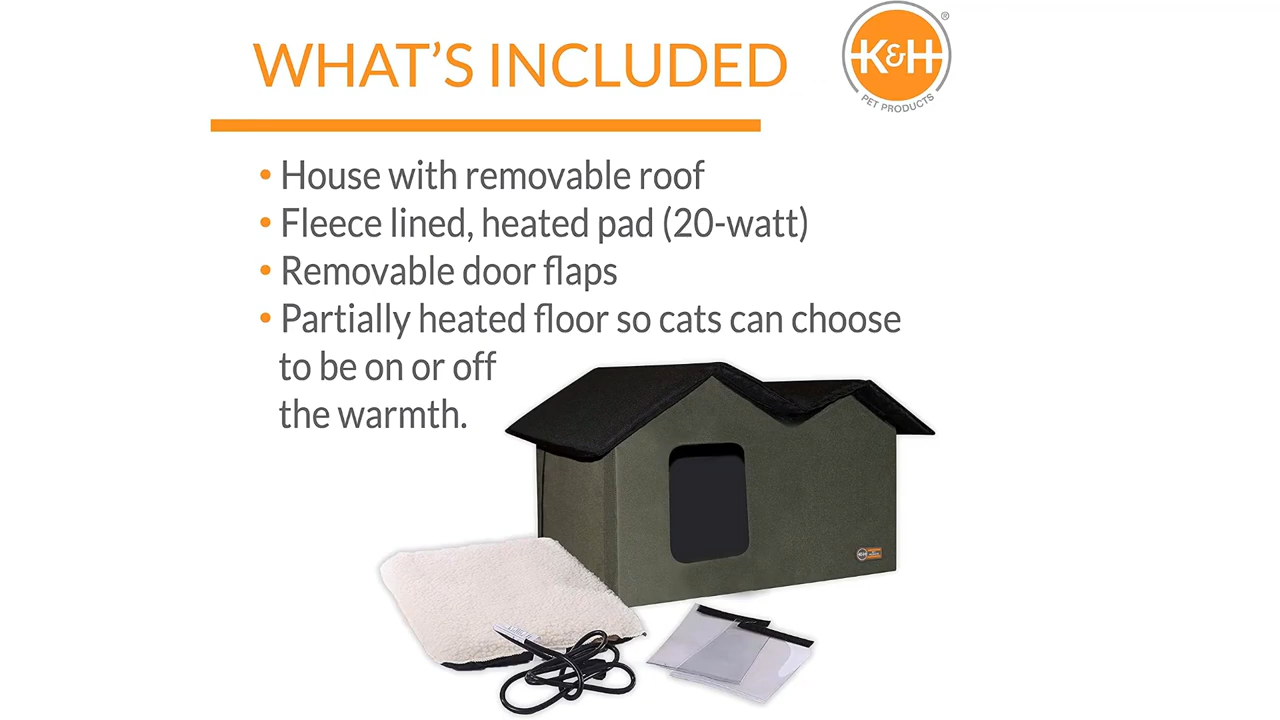 WHAT'S INCLUDED
K&H
®
PET PRODUCTS
• House with removable roof
• Fleece lined, heated pad (20-watt)
• Removable door flaps
• Partially heated floor so cats can choose
to be on or off
the warmth.